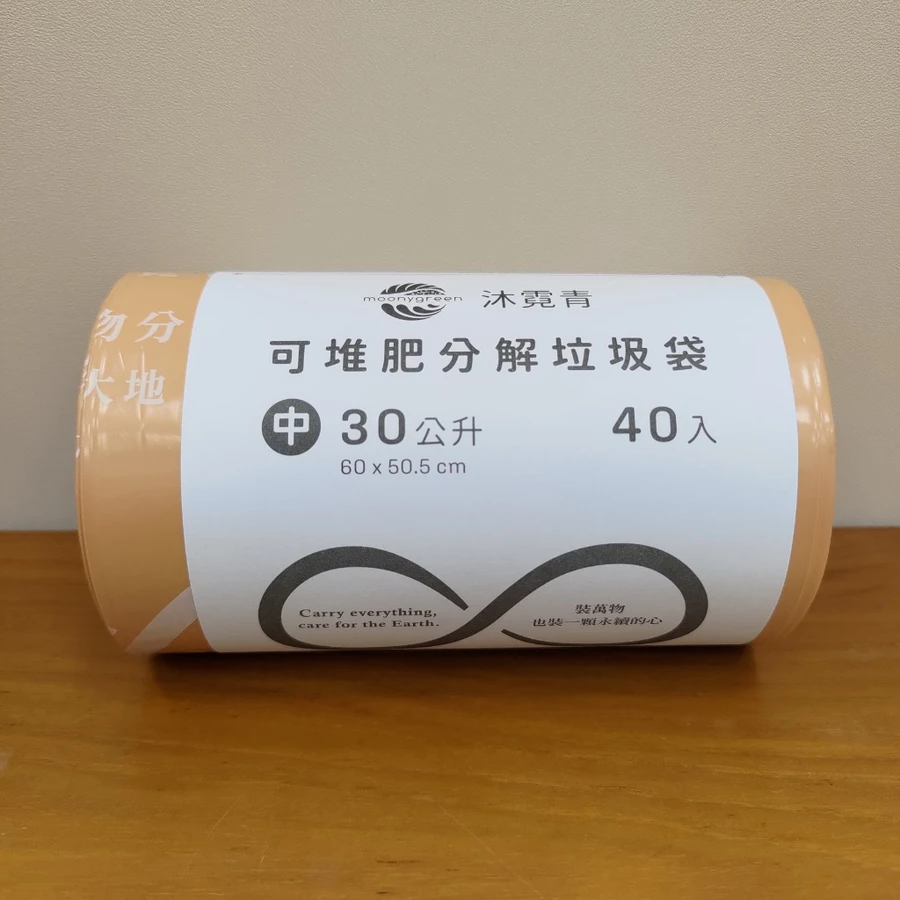 moonygreen 沐霓青
可堆肥分解垃圾袋
中 30公升 40入
60 x 50.5 cm
Carry everything,
care for the Earth.
裝萬物
也裝一顆永續的心
物分
大地